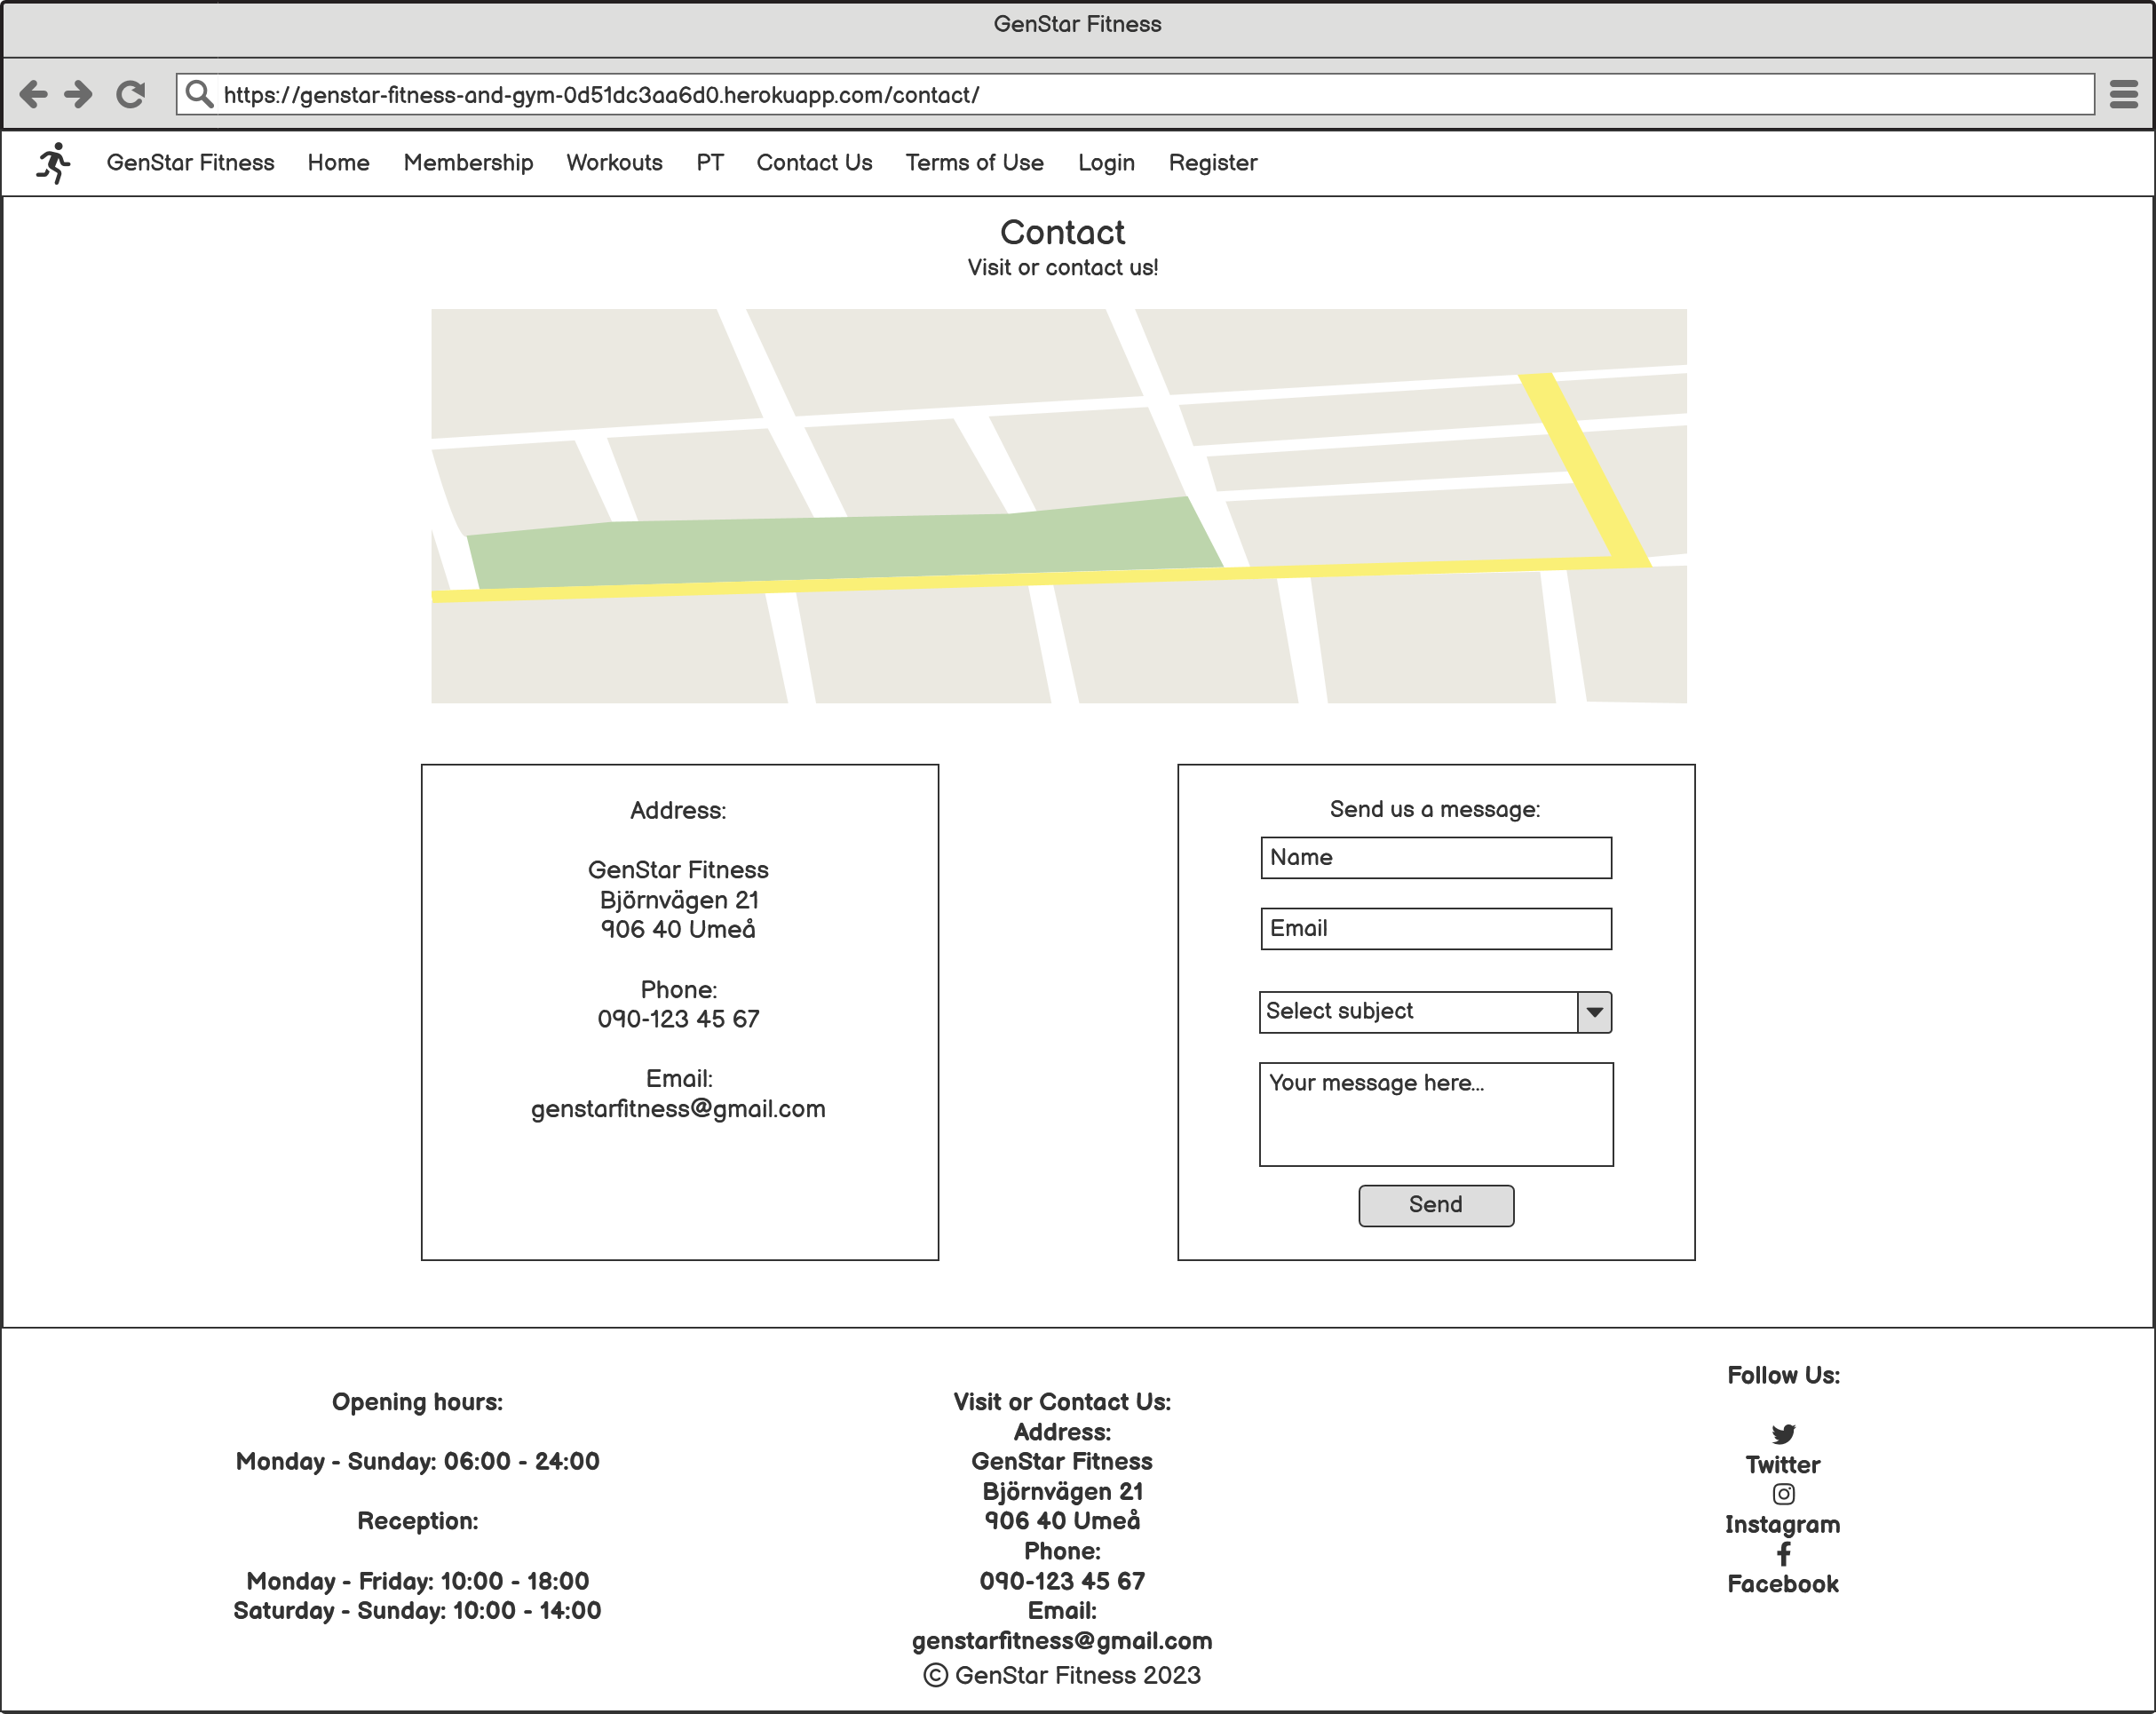 GenStar Fitness
https://genstar-fitness-and-gym-0d51dc3aa6d0.herokuapp.com/contact/
GenStar Fitness Home Membership Workouts PT Contact Us Terms of Use Login Register
Contact
Visit or contact us!
Address:
GenStar Fitness
Björnvägen 21
906 40 Umeå
Phone:
090-123 45 67
Email:
genstarfitness@gmail.com
Send us a message:
Name
Email
Select subject
Your message here...
Send
Opening hours:
Monday - Sunday: 06:00 - 24:00
Reception:
Monday - Friday: 10:00 - 18:00
Saturday - Sunday: 10:00 - 14:00
Visit or Contact Us:
Address:
GenStar Fitness
Björnvägen 21
906 40 Umeå
Phone:
090-123 45 67
Email:
genstarfitness@gmail.com
© GenStar Fitness 2023
Follow Us:
Twitter
Instagram
Facebook